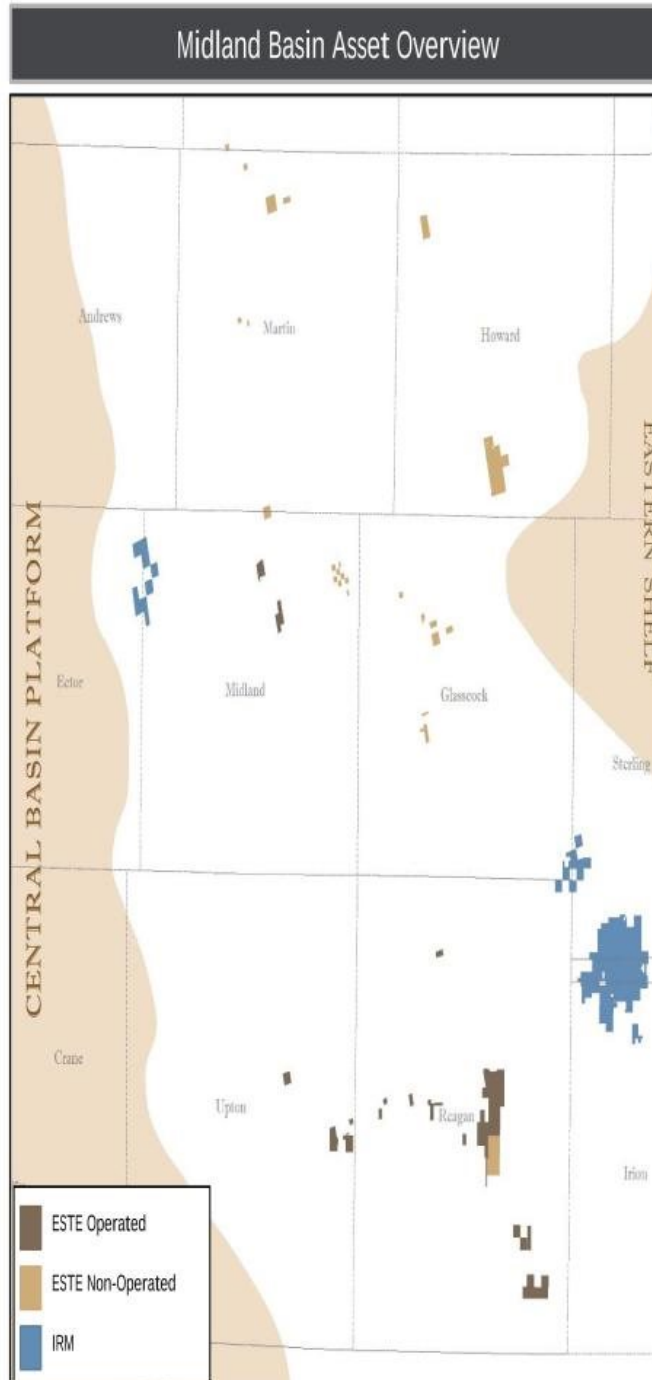 Midland Basin Asset Overview
Andrews
Martin
Howard
EASTERN SHELF
CENTRAL BASIN PLATFORM
Ector
Midland
Glasscock
Sterling
Crane
Upton
Reagan
Irion
ESTE Operated
ESTE Non-Operated
IRM